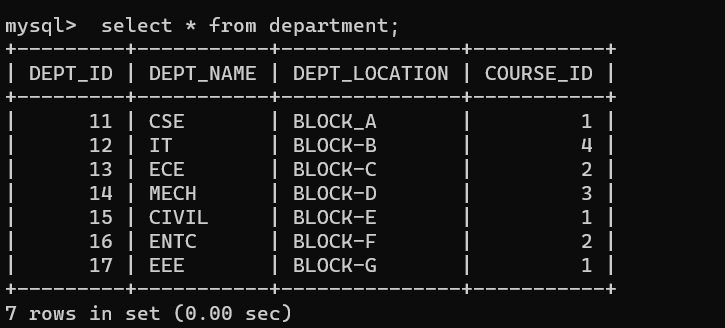 mysql>  select * from department;
+---------+-----------+---------------+-----------+
| DEPT_ID | DEPT_NAME | DEPT_LOCATION | COURSE_ID |
+---------+-----------+---------------+-----------+
|      11 | CSE       | BLOCK_A       |         1 |
|      12 | IT        | BLOCK-B       |         4 |
|      13 | ECE       | BLOCK-C       |         2 |
|      14 | MECH      | BLOCK-D       |         3 |
|      15 | CIVIL     | BLOCK-E       |         1 |
|      16 | ENTC      | BLOCK-F       |         2 |
|      17 | EEE       | BLOCK-G       |         1 |
+---------+-----------+---------------+-----------+
7 rows in set (0.00 sec)